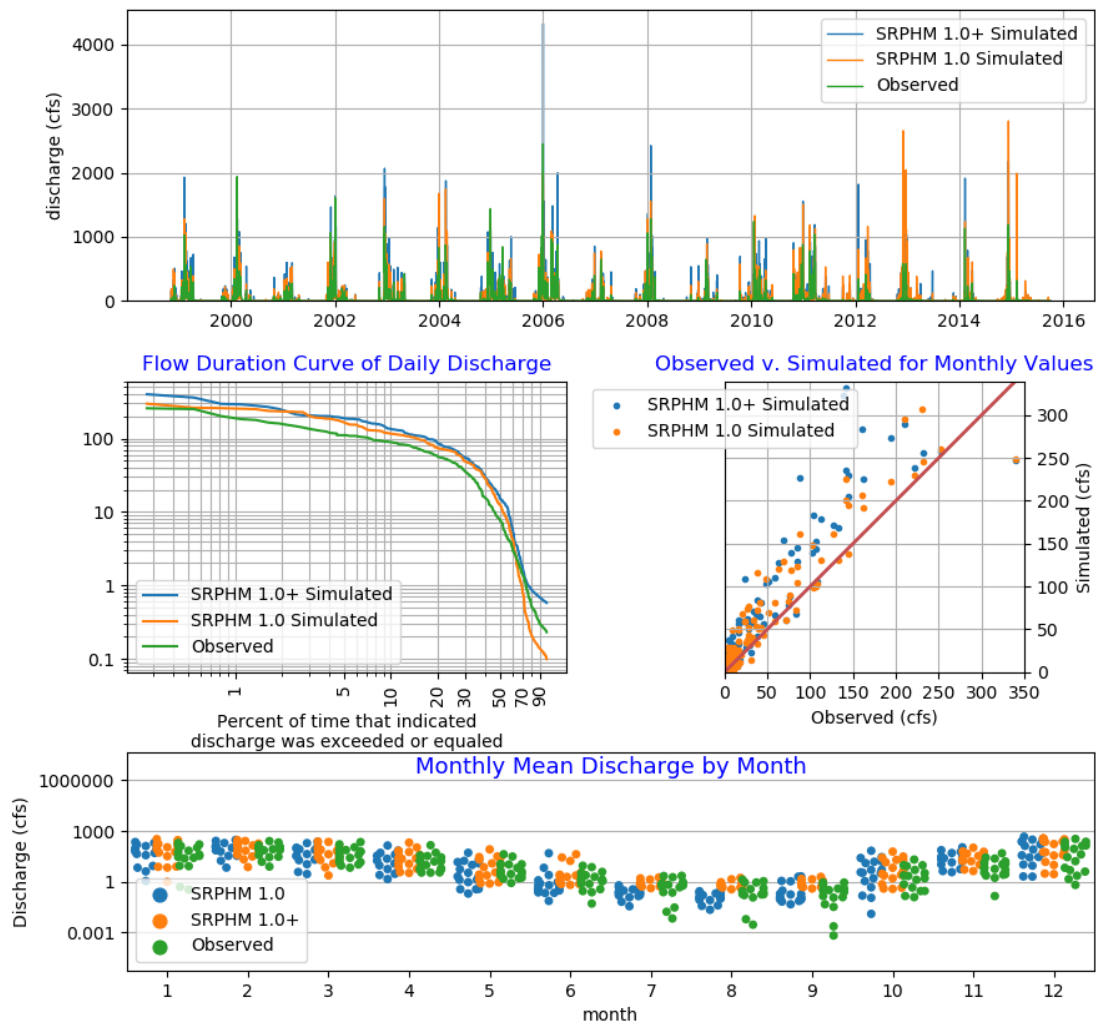 discharge (cfs)
4000
3000
2000
1000
0
SRPHM 1.0+ Simulated
SRPHM 1.0 Simulated
Observed
2000 2002 2004 2006 2008 2010 2012 2014 2016
Flow Duration Curve of Daily Discharge
100
10
1
0.1
SRPHM 1.0+ Simulated
SRPHM 1.0 Simulated
Observed
1 5 10 20 30 50 70 90
Percent of time that indicated
discharge was exceeded or equaled
Observed v. Simulated for Monthly Values
SRPHM 1.0+ Simulated
SRPHM 1.0 Simulated
300
250
200
150
100
50
0
Simulated (cfs)
0 50 100 150 200 250 300 350
Observed (cfs)
Monthly Mean Discharge by Month
Discharge (cfs)
1000000
1000
1
0.001
SRPHM 1.0
SRPHM 1.0+
Observed
1 2 3 4 5 6 7 8 9 10 11 12
month